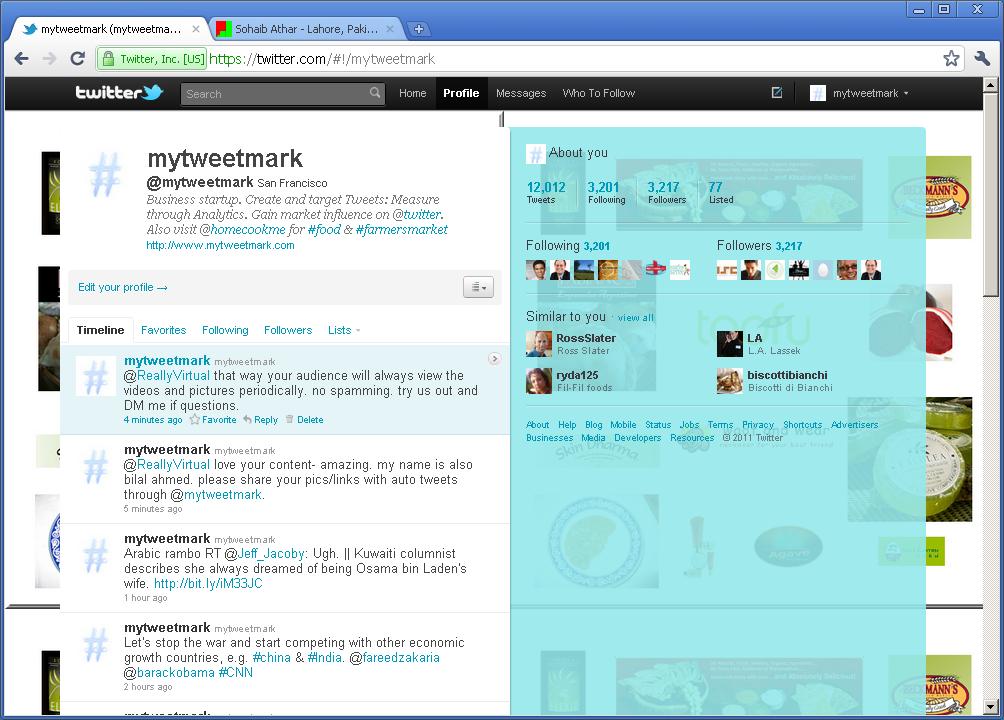 mytweetmark (mytweetma...
Sohaib Athar - Lahore, Paki...
Twitter, Inc. [US]
https://twitter.com/#!/mytweetmark
twitter
Search
Home
Profile
Messages
Who To Follow
mytweetmark
mytweetmark
@mytweetmark San Francisco
Business startup. Create and target Tweets: Measure
through Analytics. Gain market influence on @twitter.
Also visit @homecookme for #food & #farmersmarket
http://www.mytweetmark.com
Edit your profile →
Timeline
Favorites
Following
Followers
Lists
mytweetmark mytweetmark
@ReallyVirtual that way your audience will always view the
videos and pictures periodically. no spamming. try us out and
DM me if questions.
4 minutes ago Favorite Reply Delete
mytweetmark mytweetmark
@ReallyVirtual love your content- amazing. my name is also
bilal ahmed. please share your pics/links with auto tweets
through @mytweetmark.
5 minutes ago
mytweetmark mytweetmark
Arabic rambo RT @Jeff_Jacoby: Ugh. || Kuwaiti columnist
describes she always dreamed of being Osama bin Laden's
wife. http://bit.ly/iM33JC
1 hour ago
mytweetmark mytweetmark
Let's stop the war and start competing with other economic
growth countries, e.g. #china & #India. @fareedzakaria
@barackobama #CNN
2 hours ago
About you
12,012 3,201 3,217 77
Tweets Following Followers Listed
Following 3,201
Followers 3,217
Similar to you · view all
RossSlater
Ross Slater
LA
L.A. Lassek
ryda125
Fil-Fil foods
biscottibianchi
Biscotti di Bianchi
About Help Blog Mobile Status Jobs Terms Privacy Shortcuts Advertisers
Businesses Media Developers Resources © 2011 Twitter
Skin Dharma
Agave
BECKMANN'S
BECKMANN'S